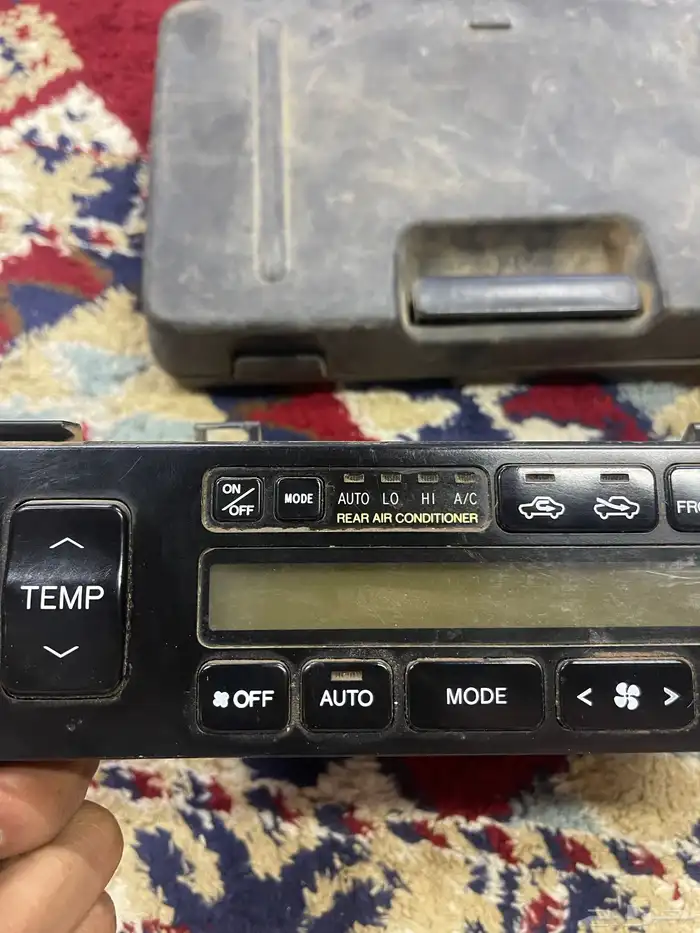 ON/OFF MODE AUTO LO HI A/C
REAR AIR CONDITIONER
TEMP
OFF AUTO MODE < >